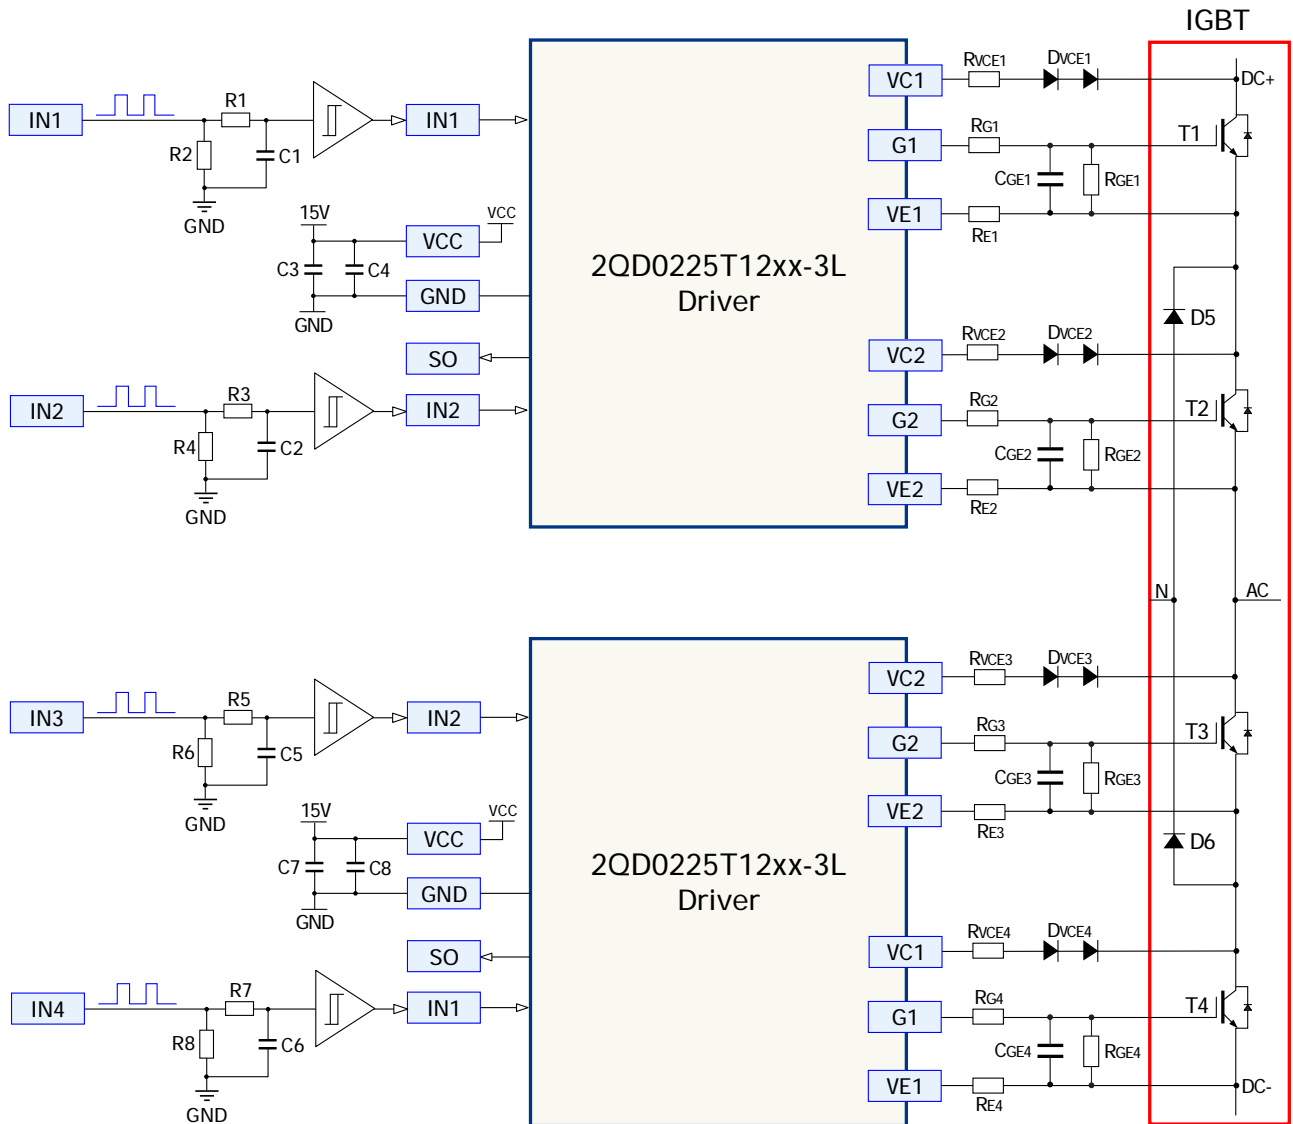 IGBT
IN1
R1
R2
C1
GND
IN1
15V
VCC
VCC
C3
C4
GND
GND
SO
IN2
R3
R4
C2
GND
IN2
2QD0225T12xx-3L
Driver
VC1
G1
VE1
VC2
G2
VE2
RVCE1
DVCE1
RG1
CGE1
RGE1
RE1
RVCE2
DVCE2
RG2
CGE2
RGE2
RE2
DC+
T1
D5
T2
N
AC
IN3
R5
R6
C5
GND
IN2
15V
VCC
VCC
C7
C8
GND
GND
SO
IN4
R7
R8
C6
GND
IN1
2QD0225T12xx-3L
Driver
VC2
G2
VE2
VC1
G1
VE1
RVCE3
DVCE3
RG3
CGE3
RGE3
RE3
RVCE4
DVCE4
RG4
CGE4
RGE4
RE4
T3
D6
T4
DC-